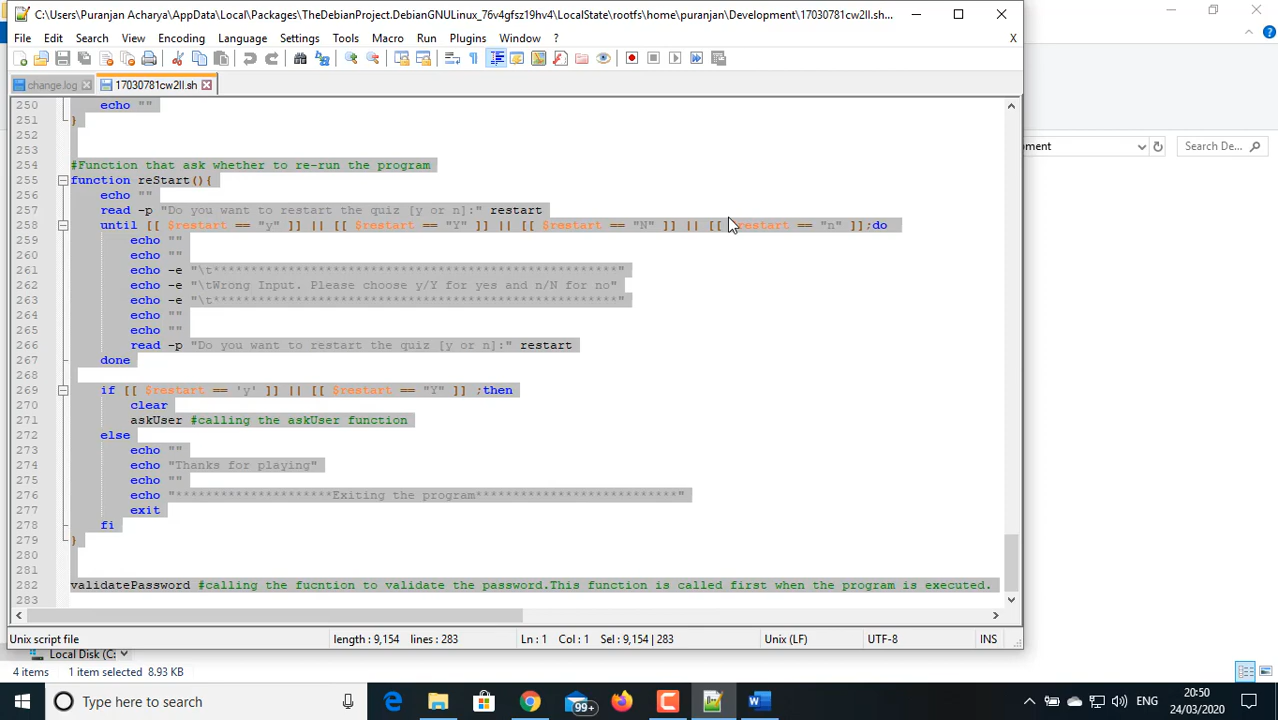 C:\Users\Puranjan Acharya\AppData\Local\Packages\TheDebianProject.DebianGNULinux_76v4gfsz19hv4\LocalState\rootfs\home\puranjan\Development\17030781cw2II.sh...
File Edit Search View Encoding Language Settings Tools Macro Run Plugins Window ? X
change.log 17030781cw2II.sh
250 echo ""
251 }
252
253
254 #Function that ask whether to re-run the program
255 function reStart(){
256 echo ""
257 read -p "Do you want to restart the quiz [y or n]:" restart
258 until [[ $restart == "y" ]] || [[ $restart == "Y" ]] || [[ $restart == "N" ]] || [[ $restart == "n" ]];do
259 echo ""
260 echo ""
261 echo -e "\t******************************************************"
262 echo -e "\tWrong Input. Please choose y/Y for yes and n/N for no"
263 echo -e "\t******************************************************"
264 echo ""
265 echo ""
266 read -p "Do you want to restart the quiz [y or n]:" restart
267 done
268
269 if [[ $restart == 'y' ]] || [[ $restart == "Y" ]] ;then
270 clear
271 askUser #calling the askUser function
272 else
273 echo ""
274 echo "Thanks for playing"
275 echo ""
276 echo "*********************Exiting the program***************************"
277 exit
278 fi
279 }
280
281
282 validatePassword #calling the fucntion to validate the password.This function is called first when the program is executed.
283
opment Search De...
Unix script file length : 9,154 lines : 283 Ln : 1 Col : 1 Sel : 9,154 | 283 Unix (LF) UTF-8 INS
Local Disk (C:
4 items 1 item selected 8.93 KB
Type here to search 99+ ENG 20:50
24/03/2020